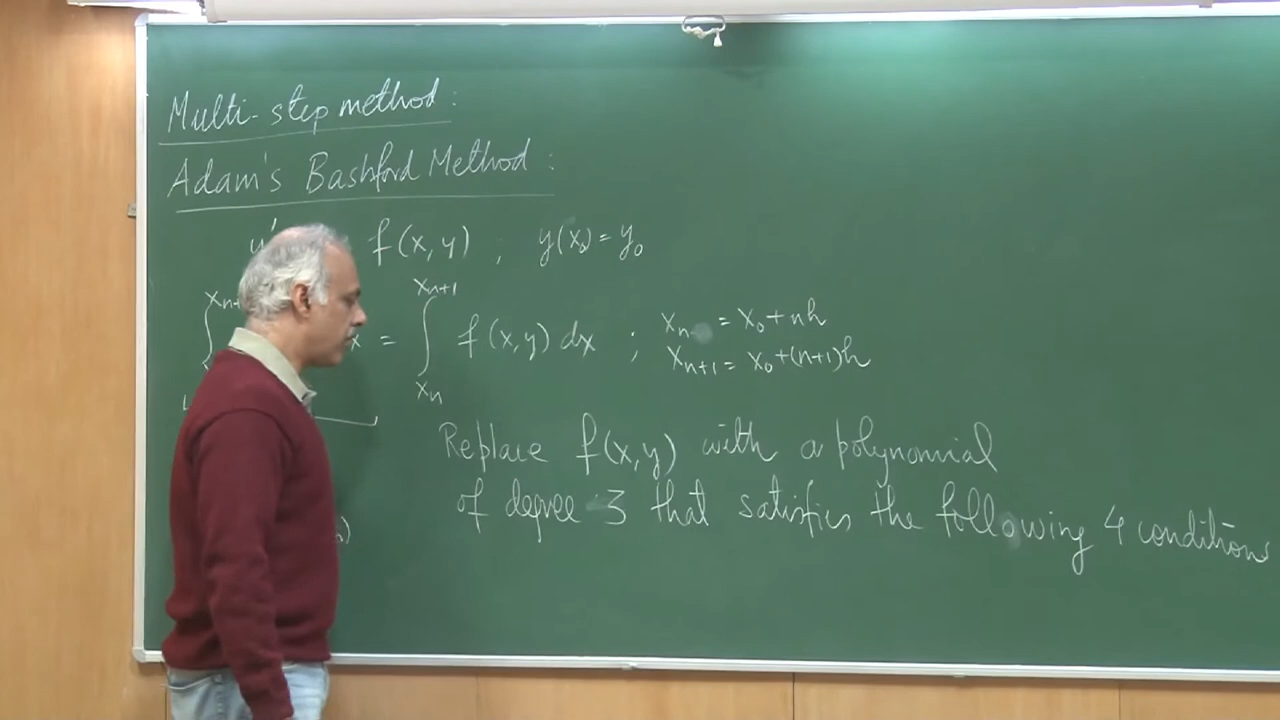 Multi-step method:
Adam's Bashford Method:
y' f(x, y) ; y(x₀) = y₀
xₙ₊₁
∫ x = ∫ f(x,y) dx ; xₙ = x₀+nh
xₙ₊₁ = x₀+(n+1)h
xₙ
Replace f(x,y) with a polynomial
of degree 3 that satisfies the following 4 conditions